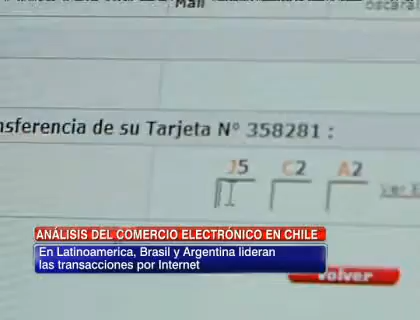 Mail
nsferencia de su Tarjeta Nº 358281 :
J5 C2 A2
ANÁLISIS DEL COMERCIO ELECTRÓNICO EN CHILE
En Latinoamerica, Brasil y Argentina lideran
las transacciones por Internet
Volver